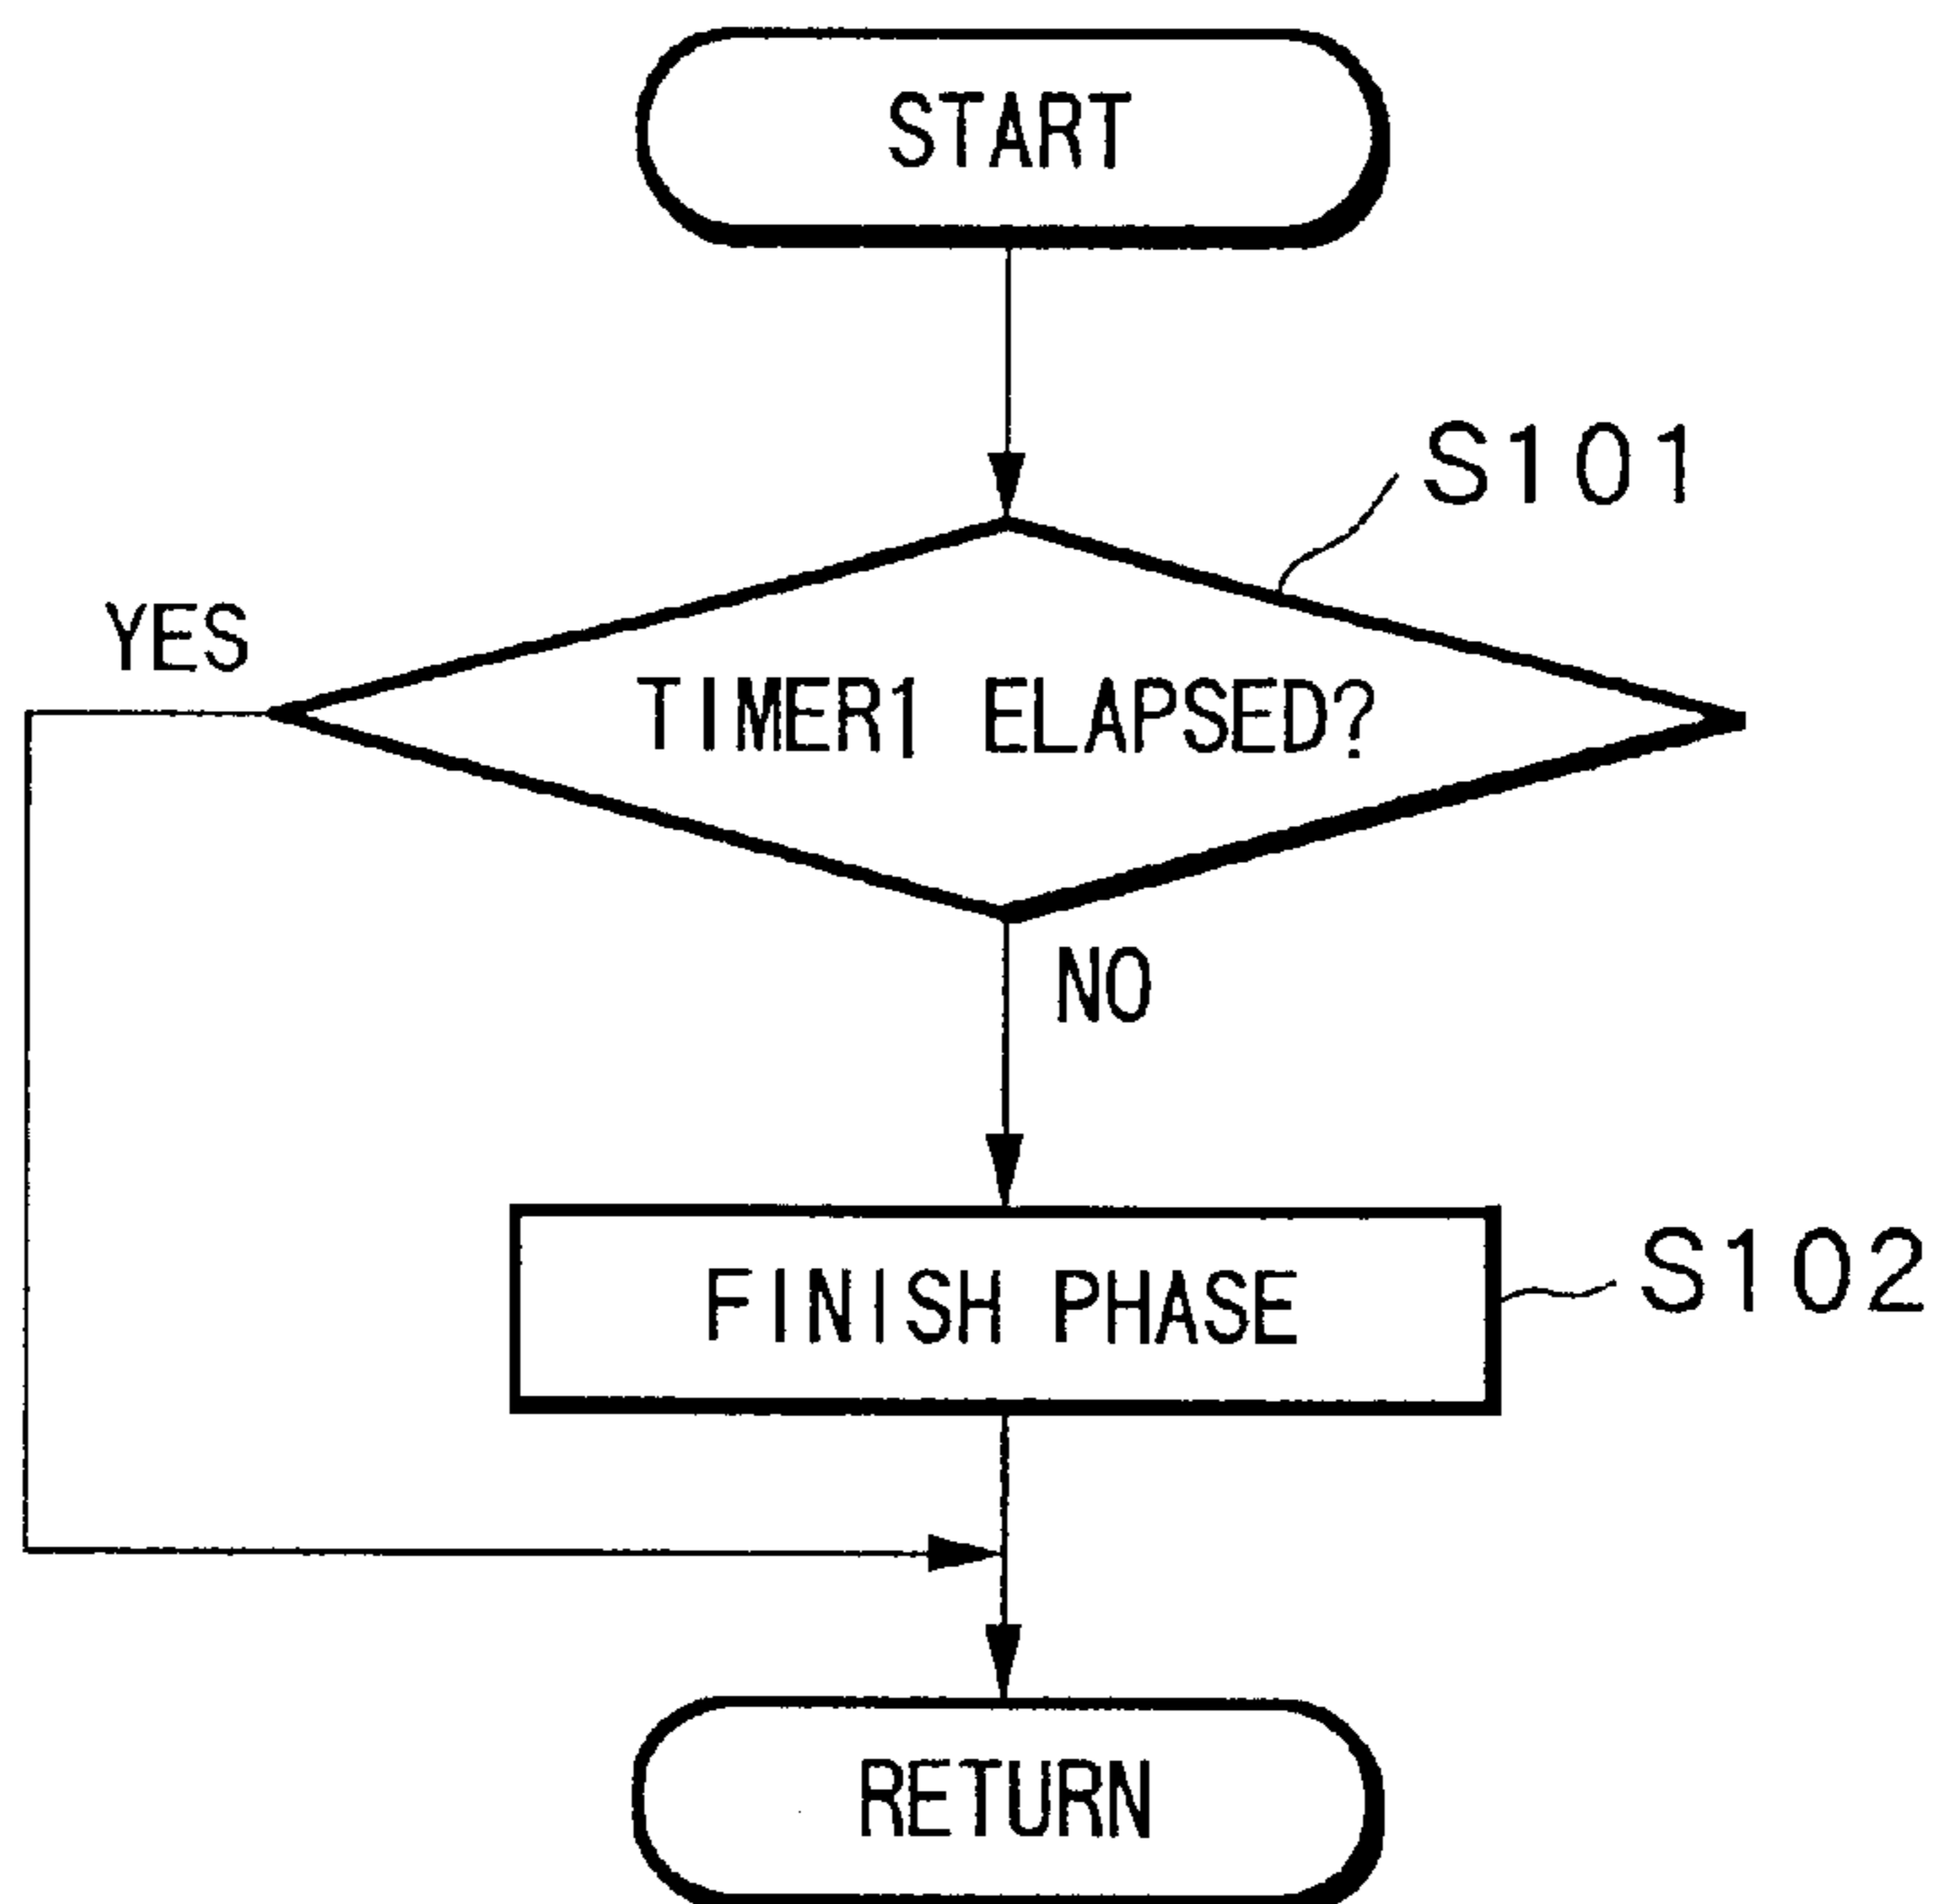 START
S101
YES
TIMER1 ELAPSED?
NO
FINISH PHASE
S102
RETURN